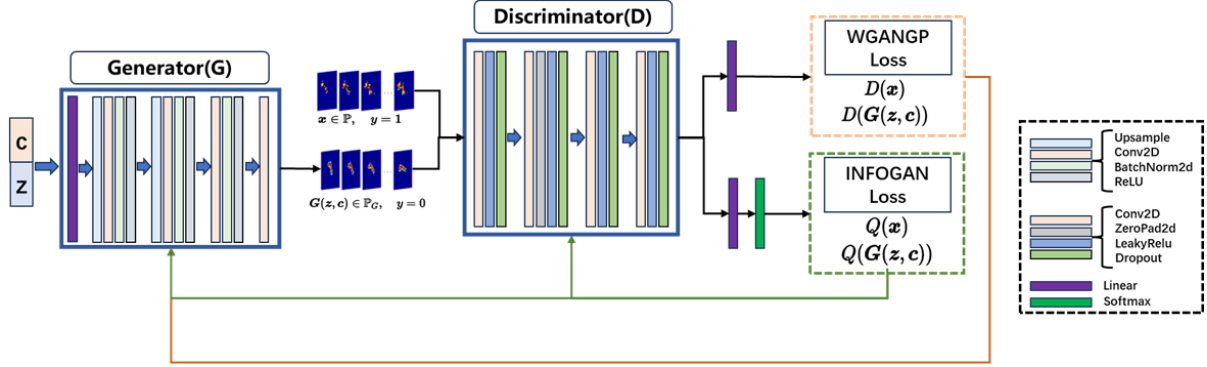 Generator(G)
Discriminator(D)
C
Z
x ∈ ℙ, y = 1
G(z, c) ∈ ℙ_G, y = 0
WGANGP
Loss
D(x)
D(G(z, c))
INFOGAN
Loss
Q(x)
Q(G(z, c))
Upsample
Conv2D
BatchNorm2d
ReLU
Conv2D
ZeroPad2d
LeakyRelu
Dropout
Linear
Softmax